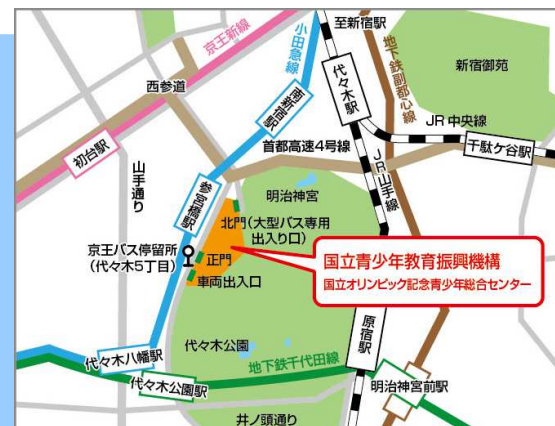 至新宿駅
京王新線
小田急線
代々木駅
地下鉄副都心線
新宿御苑
西参道
南新宿駅
JR中央線
初台駅
首都高速4号線
千駄ケ谷駅
山手通り
JR山手線
参宮橋駅
明治神宮
北門(大型バス専用
出入り口)
京王バス停留所
(代々木5丁目)
正門
国立青少年教育振興機構
国立オリンピック記念青少年総合センター
車両出入口
代々木公園
原宿駅
代々木八幡駅
地下鉄千代田線
代々木公園駅
明治神宮前駅
井ノ頭通り